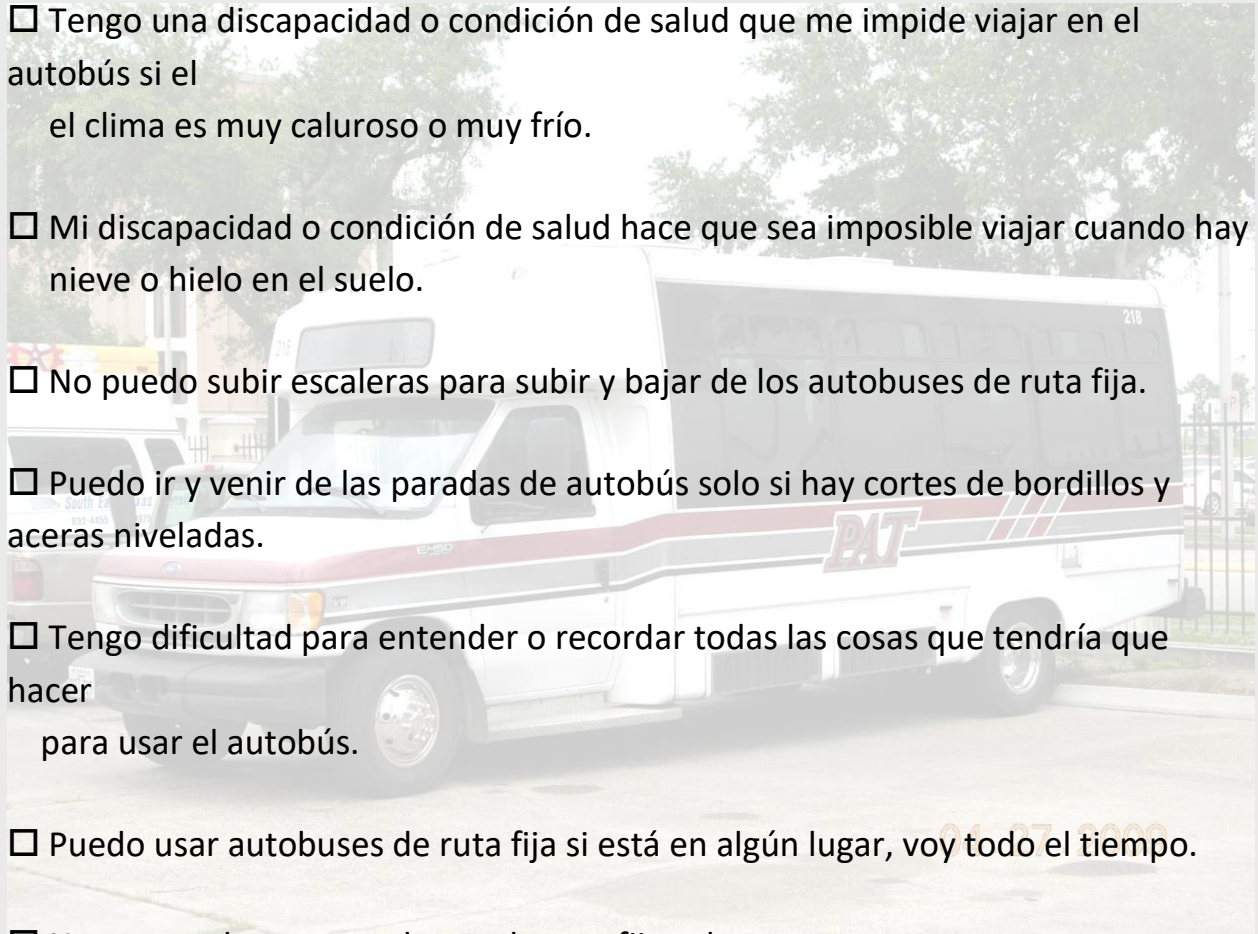 ☐ Tengo una discapacidad o condición de salud que me impide viajar en el
autobús si el
el clima es muy caluroso o muy frío.
☐ Mi discapacidad o condición de salud hace que sea imposible viajar cuando hay
nieve o hielo en el suelo.
218
218
☐ No puedo subir escaleras para subir y bajar de los autobuses de ruta fija.
☐ Puedo ir y venir de las paradas de autobús solo si hay cortes de bordillos y
aceras niveladas.
PAT
☐ Tengo dificultad para entender o recordar todas las cosas que tendría que
hacer
para usar el autobús.
☐ Puedo usar autobuses de ruta fija si está en algún lugar, voy todo el tiempo.